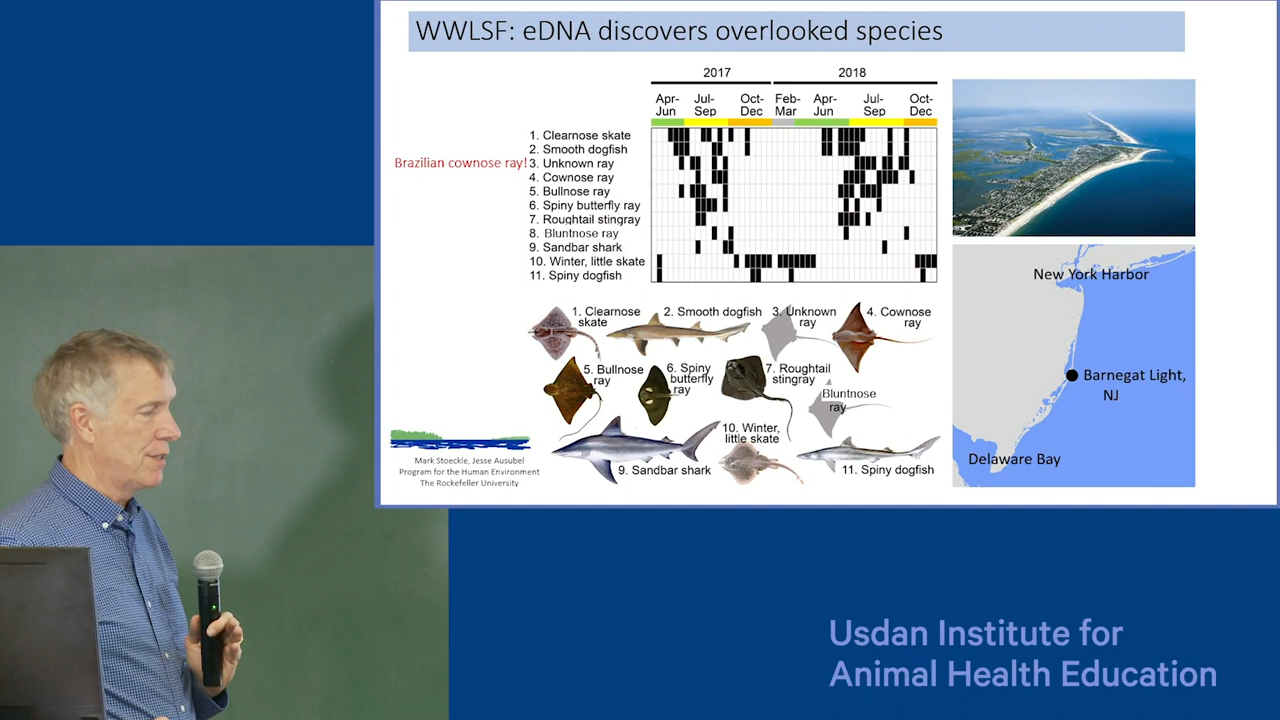 WWLSF: eDNA discovers overlooked species
2017
2018
Apr-
Jun
Jul-
Sep
Oct-
Dec
Feb-
Mar
Apr-
Jun
Jul-
Sep
Oct-
Dec
1. Clearnose skate
2. Smooth dogfish
Brazilian cownose ray!
3. Unknown ray
4. Cownose ray
5. Bullnose ray
6. Spiny butterfly ray
7. Roughtail stingray
8. Bluntnose ray
9. Sandbar shark
10. Winter, little skate
11. Spiny dogfish
1. Clearnose
skate
2. Smooth dogfish
3. Unknown
ray
4. Cownose
ray
5. Bullnose
ray
6. Spiny
butterfly
ray
7. Roughtail
stingray
Bluntnose
ray
9. Sandbar shark
10. Winter,
little skate
11. Spiny dogfish
Mark Stoeckle, Jesse Ausubel
Program for the Human Environment
The Rockefeller University
New York Harbor
Barnegat Light,
NJ
Delaware Bay
Usdan Institute for
Animal Health Education